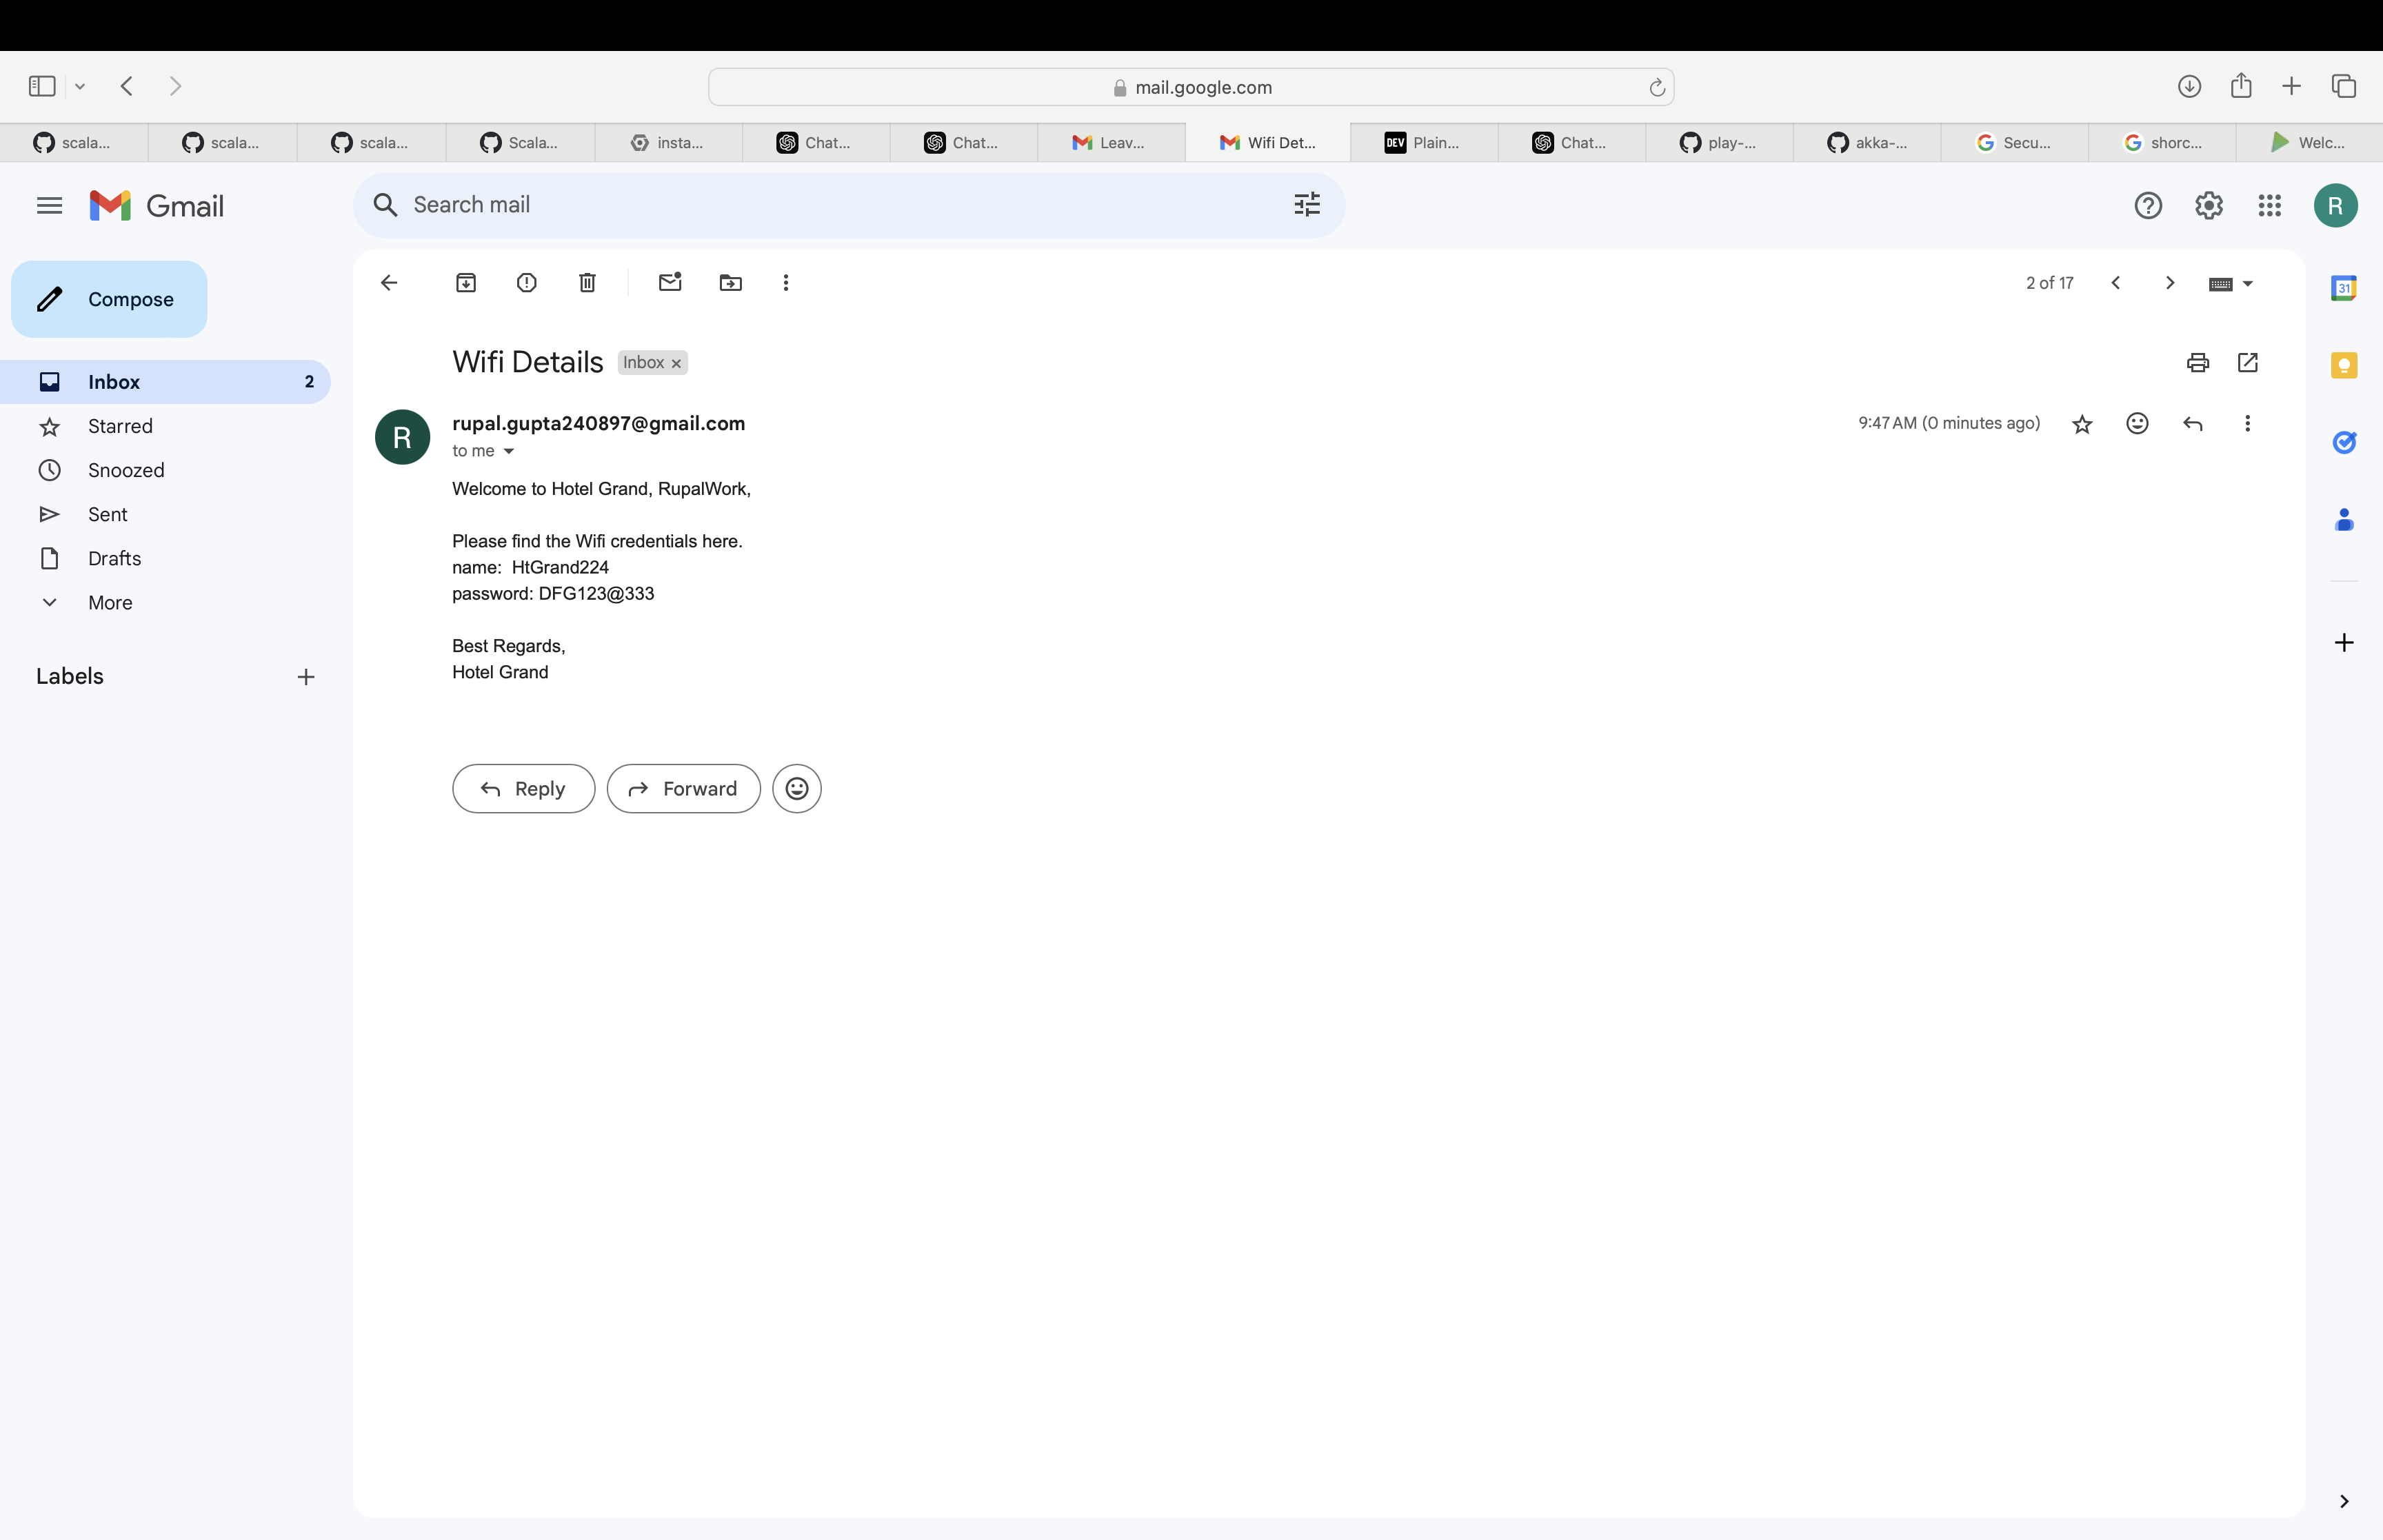 mail.google.com
scala...
scala...
scala...
Scala...
insta...
Chat...
Chat...
Leav...
Wifi Det...
DEV Plain...
Chat...
play-...
akka-...
Secu...
shorc...
Welc...
Gmail
Search mail
R
Compose
2 of 17
31
Wifi Details Inbox ×
Inbox 2
Starred
Snoozed
Sent
Drafts
More
Labels
R
rupal.gupta240897@gmail.com
9:47 AM (0 minutes ago)
to me
Welcome to Hotel Grand, RupalWork,
Please find the Wifi credentials here.
name:  HtGrand224
password: DFG123@333
Best Regards,
Hotel Grand
Reply
Forward